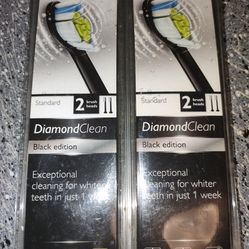 Standard
2 brush
heads
DiamondClean
Black edition
Exceptional
cleaning for whiter
teeth in just 1 week
Standard
2 brush
heads
DiamondClean
Black edition
Exceptional
cleaning for whiter
teeth in just 1 week